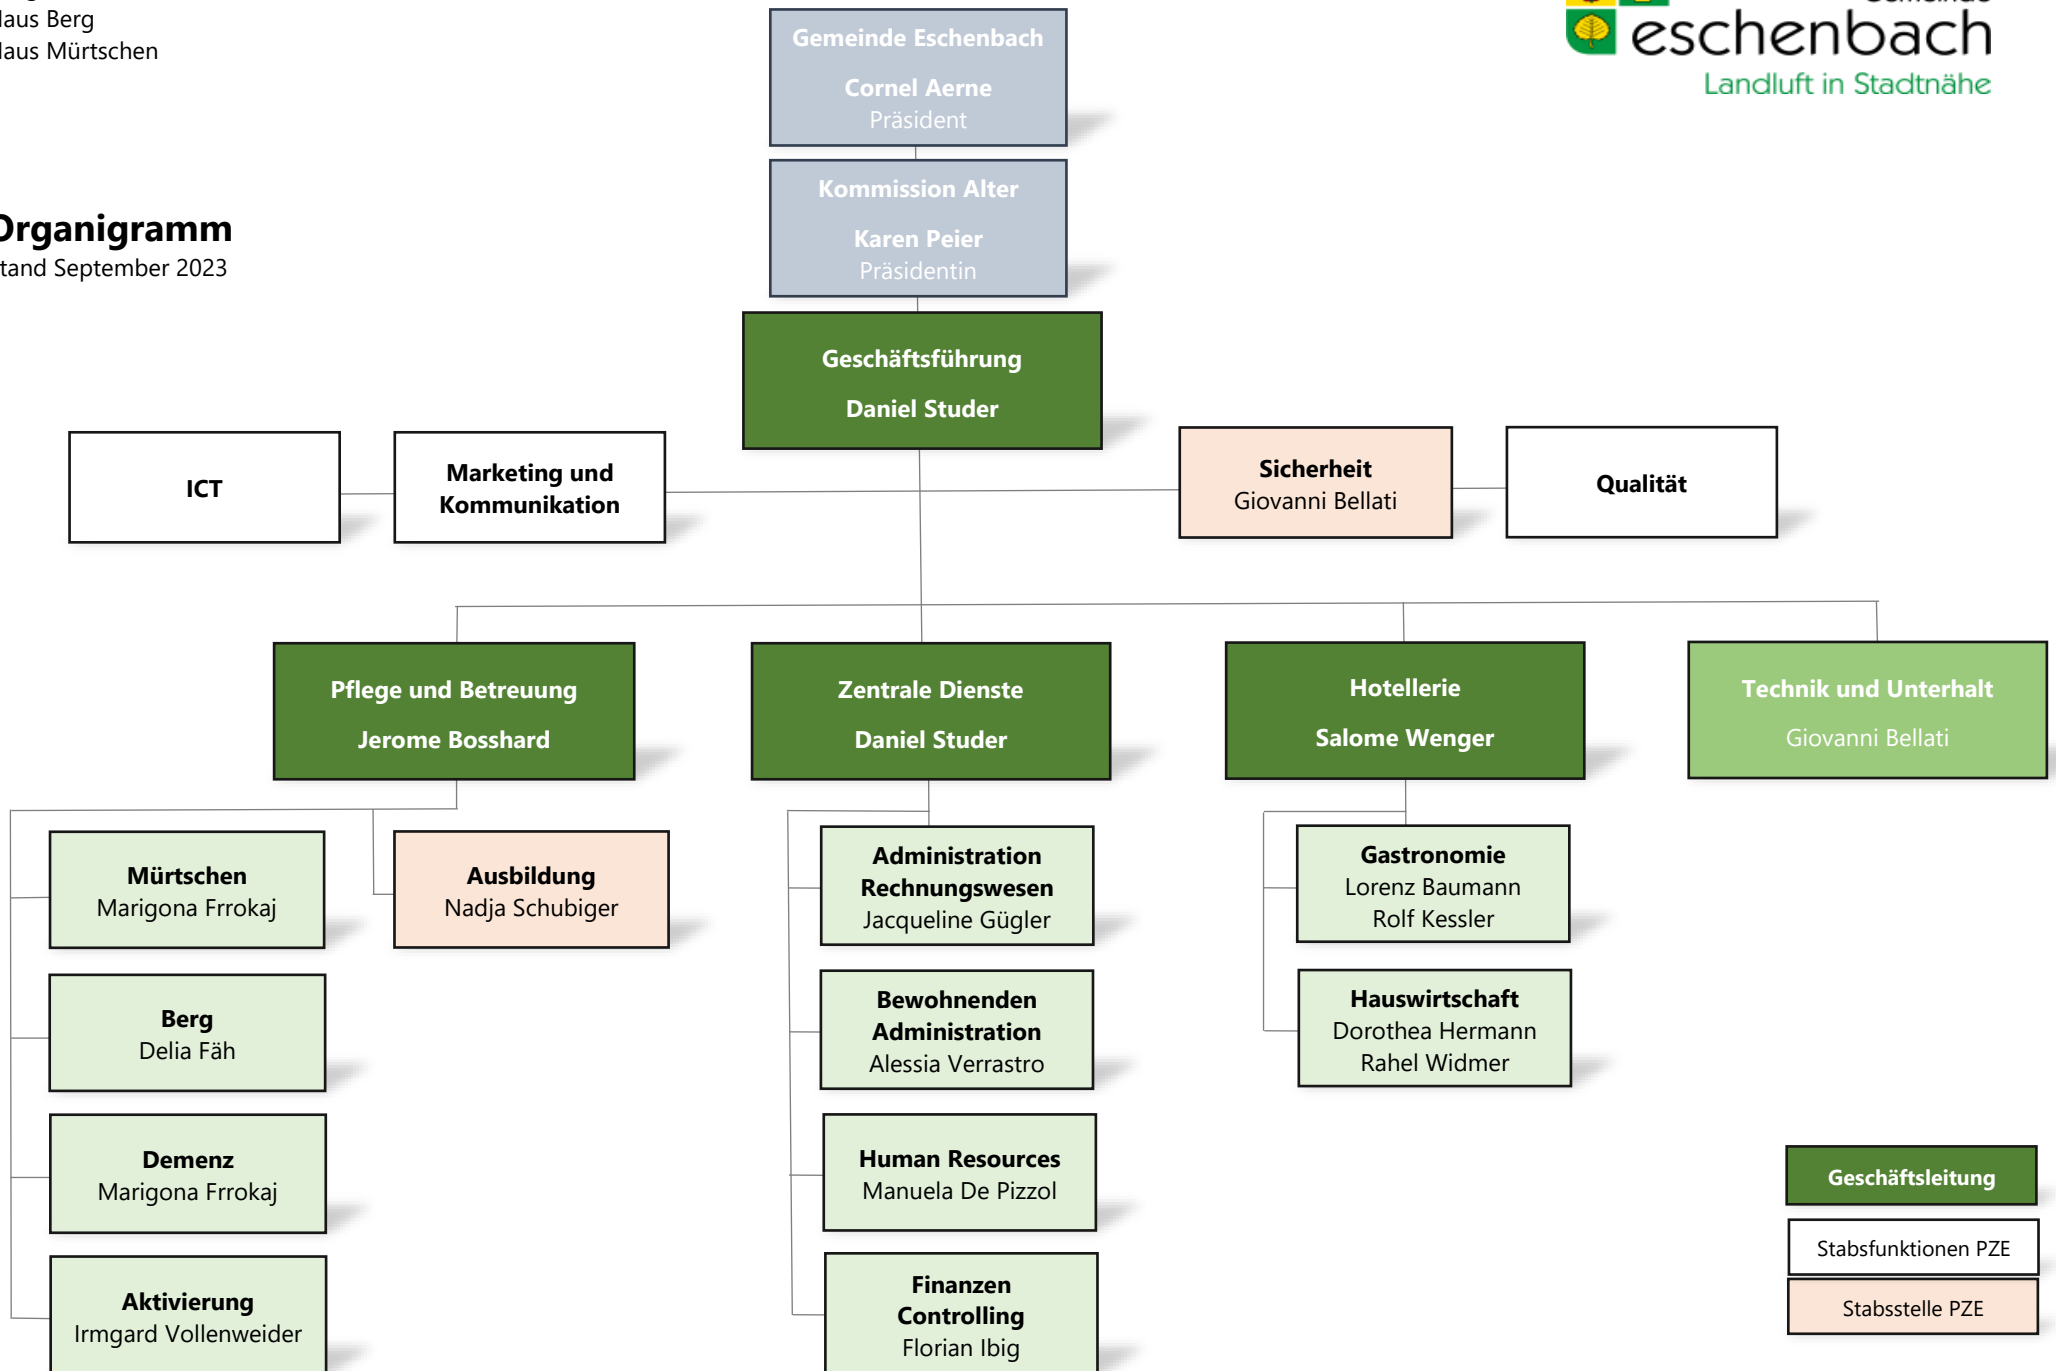 Haus Berg
Haus Mürtschen
Gemeinde
eschenbach
Landluft in Stadtnähe
Gemeinde Eschenbach
Cornel Aerne
Präsident
Kommission Alter
Karen Peier
Präsidentin
Organigramm
Stand September 2023
Geschäftsführung
Daniel Studer
ICT
Marketing und
Kommunikation
Sicherheit
Giovanni Bellati
Qualität
Pflege und Betreuung
Jerome Bosshard
Zentrale Dienste
Daniel Studer
Hotellerie
Salome Wenger
Technik und Unterhalt
Giovanni Bellati
Mürtschen
Marigona Frrokaj
Ausbildung
Nadja Schubiger
Berg
Delia Fäh
Demenz
Marigona Frrokaj
Aktivierung
Irmgard Vollenweider
Administration
Rechnungswesen
Jacqueline Gügler
Bewohnenden
Administration
Alessia Verrastro
Human Resources
Manuela De Pizzol
Finanzen
Controlling
Florian Ibig
Gastronomie
Lorenz Baumann
Rolf Kessler
Hauswirtschaft
Dorothea Hermann
Rahel Widmer
Geschäftsleitung
Stabsfunktionen PZE
Stabsstelle PZE